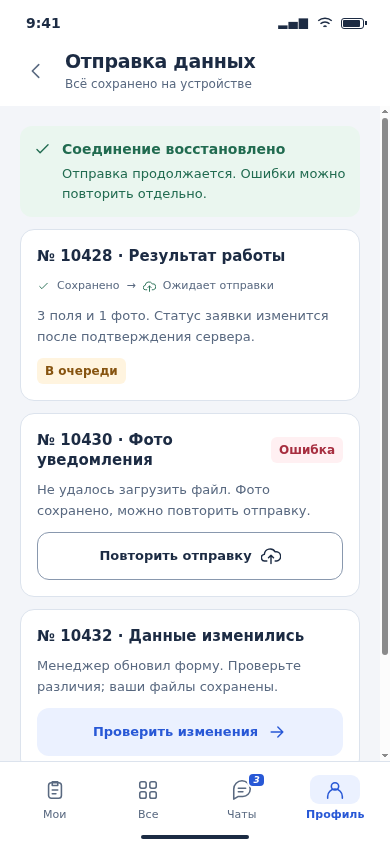 9:41
Отправка данных
Всё сохранено на устройстве
Соединение восстановлено
Отправка продолжается. Ошибки можно
повторить отдельно.
№ 10428 · Результат работы
Сохранено → Ожидает отправки
3 поля и 1 фото. Статус заявки изменится
после подтверждения сервера.
В очереди
№ 10430 · Фото
уведомления
Ошибка
Не удалось загрузить файл. Фото
сохранено, можно повторить отправку.
Повторить отправку
№ 10432 · Данные изменились
Менеджер обновил форму. Проверьте
различия; ваши файлы сохранены.
Проверить изменения →
3
Мои
Все
Чаты
Профиль